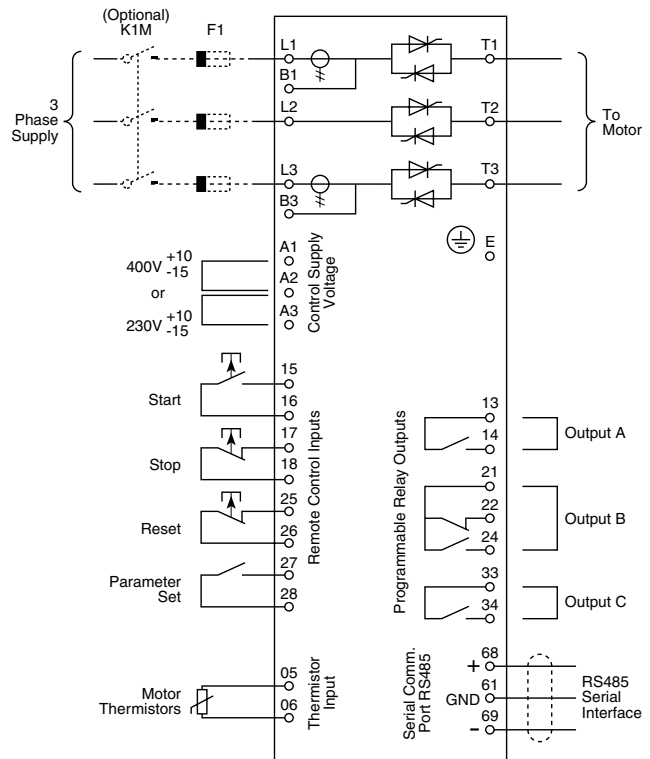 (Optional)
K1M
F1
L1
T1
B1
3
Phase
Supply
L2
T2
To
Motor
L3
T3
B3
E
A1
400V +10 -15
A2
or
A3
230V +10 -15
Control Supply
Voltage
15
Start
16
17
Stop
18
25
Reset
26
27
Parameter
Set
28
Remote Control Inputs
13
14
Output A
21
22
Output B
24
33
34
Output C
Programmable Relay Outputs
05
Motor
Thermistors
06
Thermistor
Input
68
+
61
GND
69
-
Serial Comm.
Port RS485
RS485
Serial
Interface